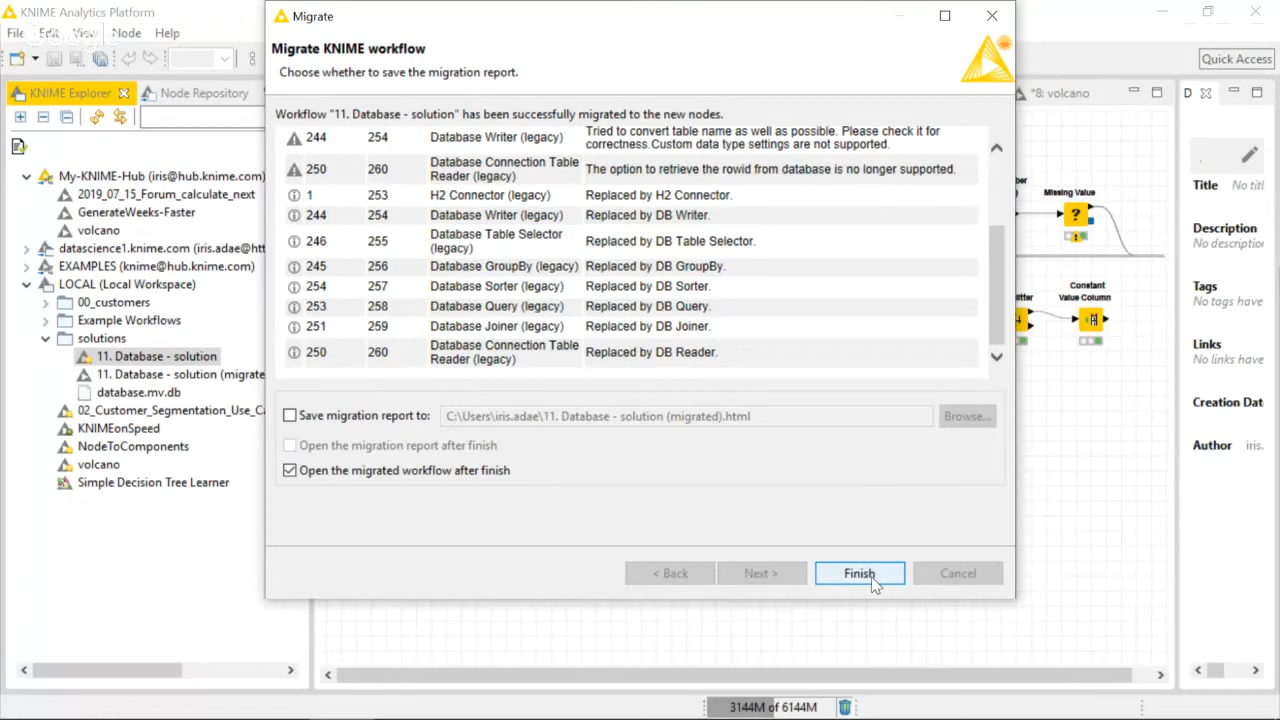 KNIME Analytics Platform
File Edit View Node Help
Google
Quick Access
KNIME Explorer
Node Repository
My-KNIME-Hub (iris@hub.knime.com)
2019_07_15_Forum_calculate_next
GenerateWeeks-Faster
volcano
datascience1.knime.com (iris.adae@htt
EXAMPLES (knime@hub.knime.com)
LOCAL (Local Workspace)
00_customers
Example Workflows
solutions
11. Database - solution
11. Database - solution (migrate
database.mv.db
02_Customer_Segmentation_Use_Ca
KNIMEonSpeed
NodeToComponents
volcano
Simple Decision Tree Learner
Migrate
Migrate KNIME workflow
Choose whether to save the migration report.
Workflow "11. Database - solution" has been successfully migrated to the new nodes.
244 254 Database Writer (legacy) Tried to convert table name as well as possible. Please check it for
correctness.Custom data type settings are not supported.
250 260 Database Connection Table
Reader (legacy) The option to retrieve the rowid from database is no longer supported.
1 253 H2 Connector (legacy) Replaced by H2 Connector.
244 254 Database Writer (legacy) Replaced by DB Writer.
246 255 Database Table Selector
(legacy) Replaced by DB Table Selector.
245 256 Database GroupBy (legacy) Replaced by DB GroupBy.
254 257 Database Sorter (legacy) Replaced by DB Sorter.
253 258 Database Query (legacy) Replaced by DB Query.
251 259 Database Joiner (legacy) Replaced by DB Joiner.
250 260 Database Connection Table
Reader (legacy) Replaced by DB Reader.
Save migration report to: C:\Users\iris.adae\11. Database - solution (migrated).html Browse...
Open the migration report after finish
Open the migrated workflow after finish
< Back Next > Finish Cancel
*8: volcano
Missing Value
?
Constant
Value Column
D
Title No titl
Description
No descriptio
Tags
No tags have
Links
No links have
Creation Dat
Author iris.
3144M of 6144M